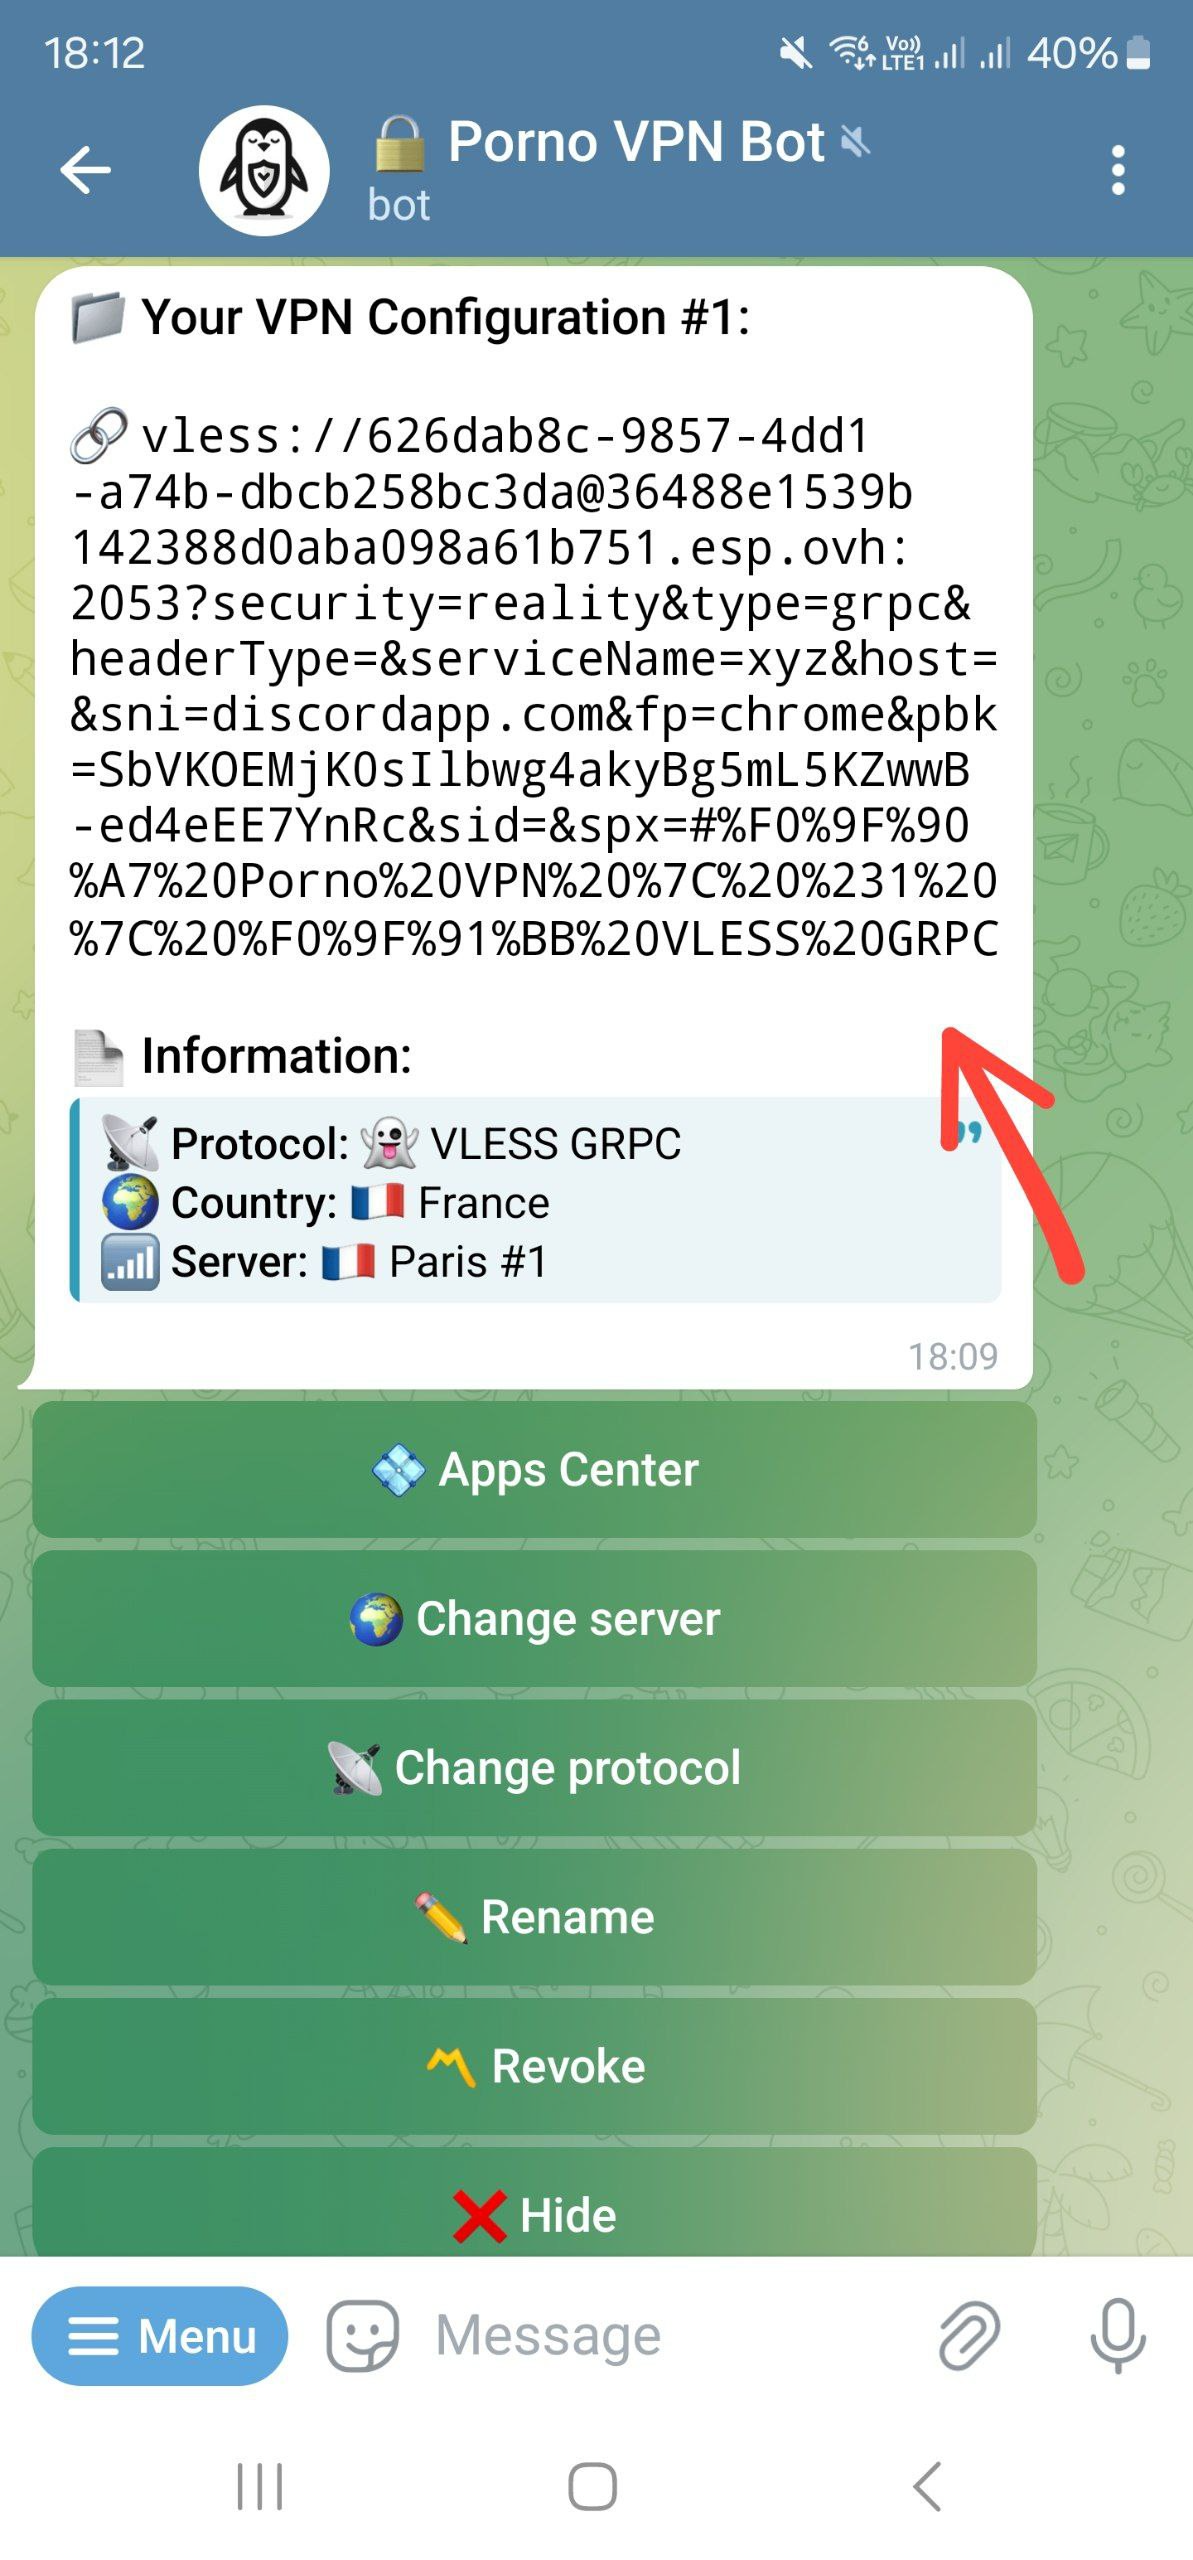 18:12
Vo))
LTE1
40%
🔒 Porno VPN Bot
bot
📁 Your VPN Configuration #1:
🔗 vless://626dab8c-9857-4dd1
-a74b-dbcb258bc3da@36488e1539b
142388d0aba098a61b751.esp.ovh:
2053?security=reality&type=grpc&
headerType=&serviceName=xyz&host=
&sni=discordapp.com&fp=chrome&pbk
=SbVKOEMjK0sIlbwg4akyBg5mL5KZwwB
-ed4eEE7YnRc&sid=&spx=#%F0%9F%90
%A7%20Porno%20VPN%20%7C%20%231%20
%7C%20%F0%9F%91%BB%20VLESS%20GRPC
📄 Information:
📡 Protocol: 👻 VLESS GRPC
🌍 Country: 🇫🇷 France
📶 Server: 🇫🇷 Paris #1
18:09
💠 Apps Center
🌍 Change server
📡 Change protocol
✏️ Rename
〽️ Revoke
❌ Hide
Menu
Message